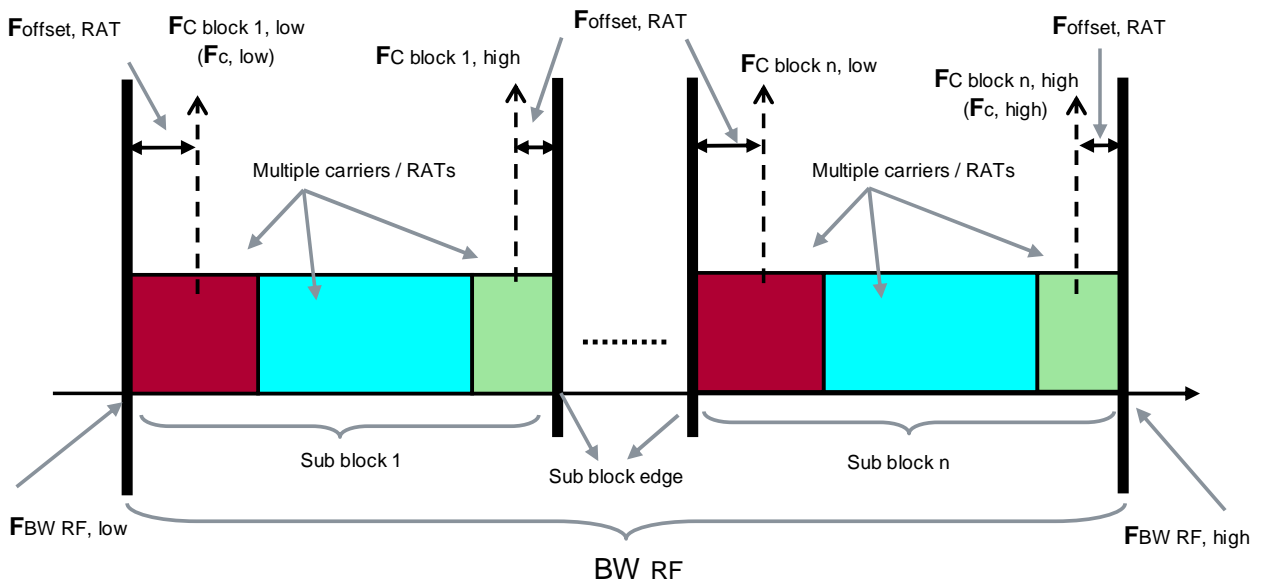 Foffset, RAT
FC block 1, low
(Fc, low)
FC block 1, high
Foffset, RAT
FC block n, low
Foffset, RAT
FC block n, high
(Fc, high)
Multiple carriers / RATs
Multiple carriers / RATs
Sub block 1
Sub block edge
Sub block n
FBW RF, low
FBW RF, high
BW RF